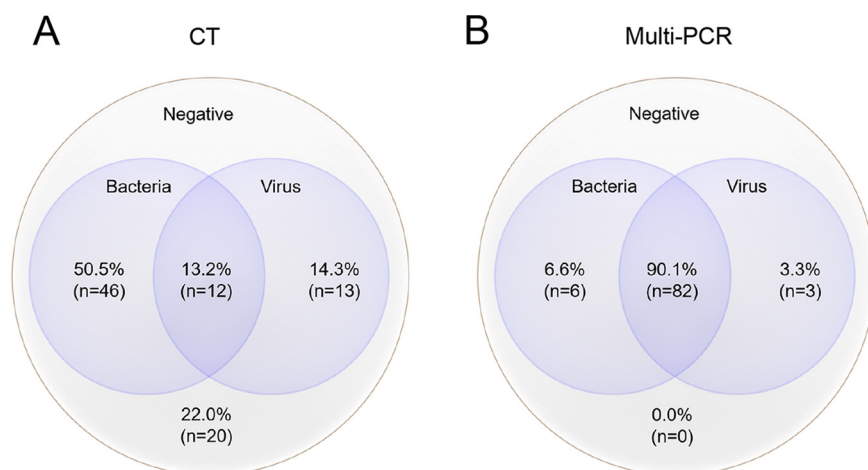 A
CT
Negative
Bacteria
Virus
50.5%
(n=46)
13.2%
(n=12)
14.3%
(n=13)
22.0%
(n=20)
B
Multi-PCR
Negative
Bacteria
Virus
6.6%
(n=6)
90.1%
(n=82)
3.3%
(n=3)
0.0%
(n=0)